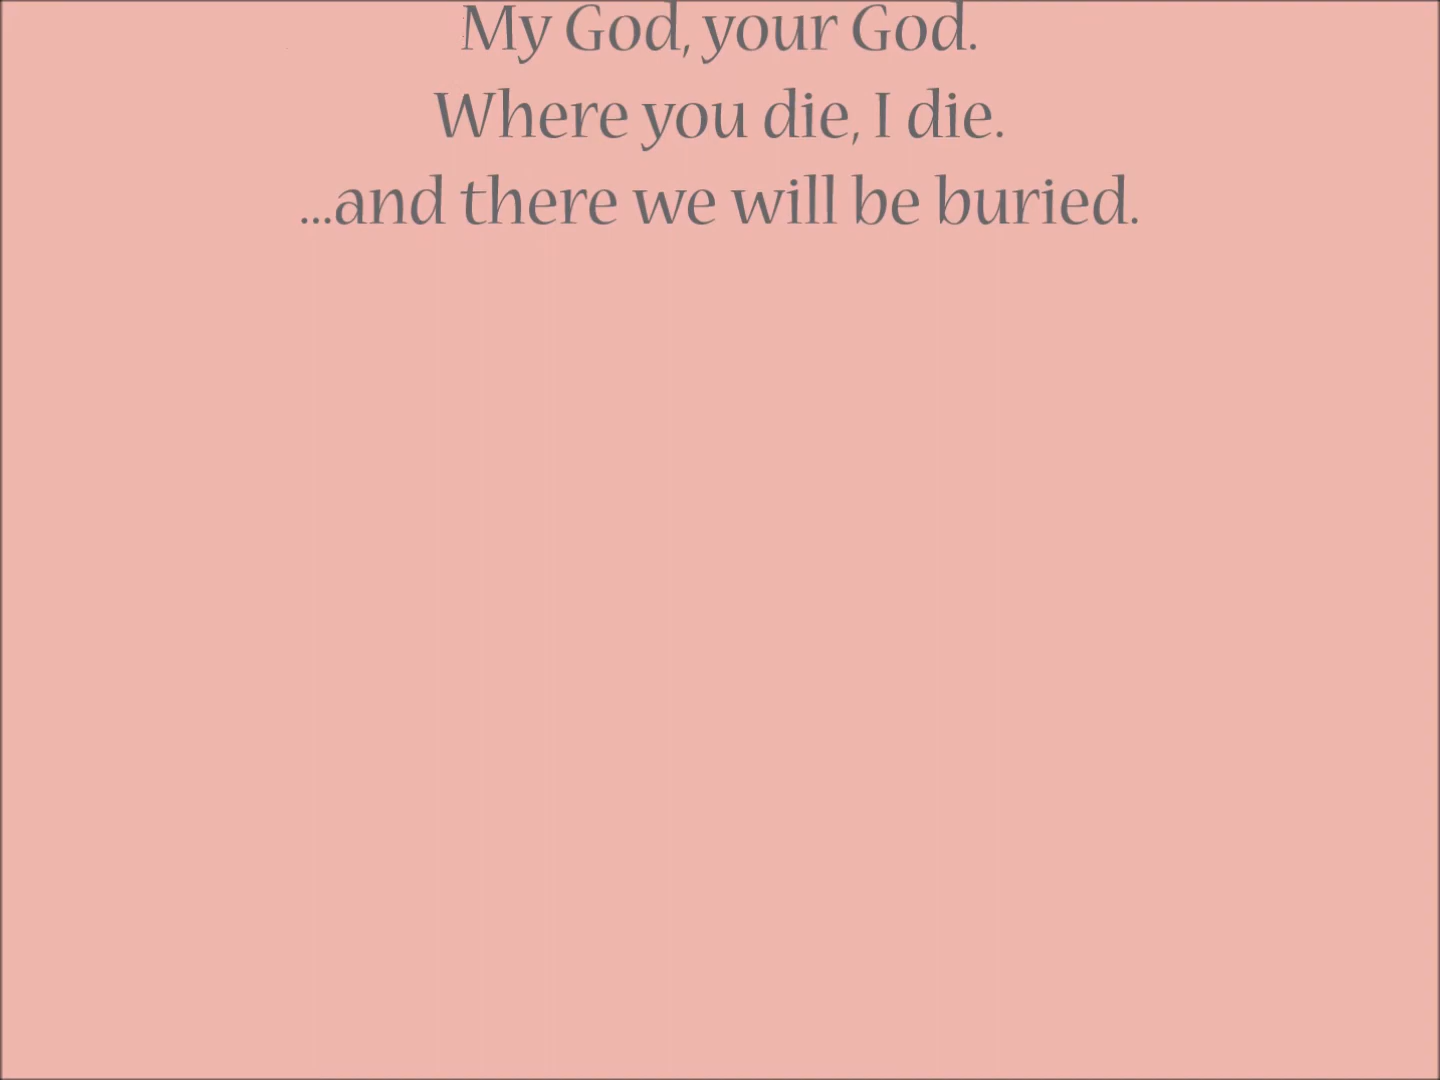 My God, your God.
Where you die, I die.
...and there we will be buried.